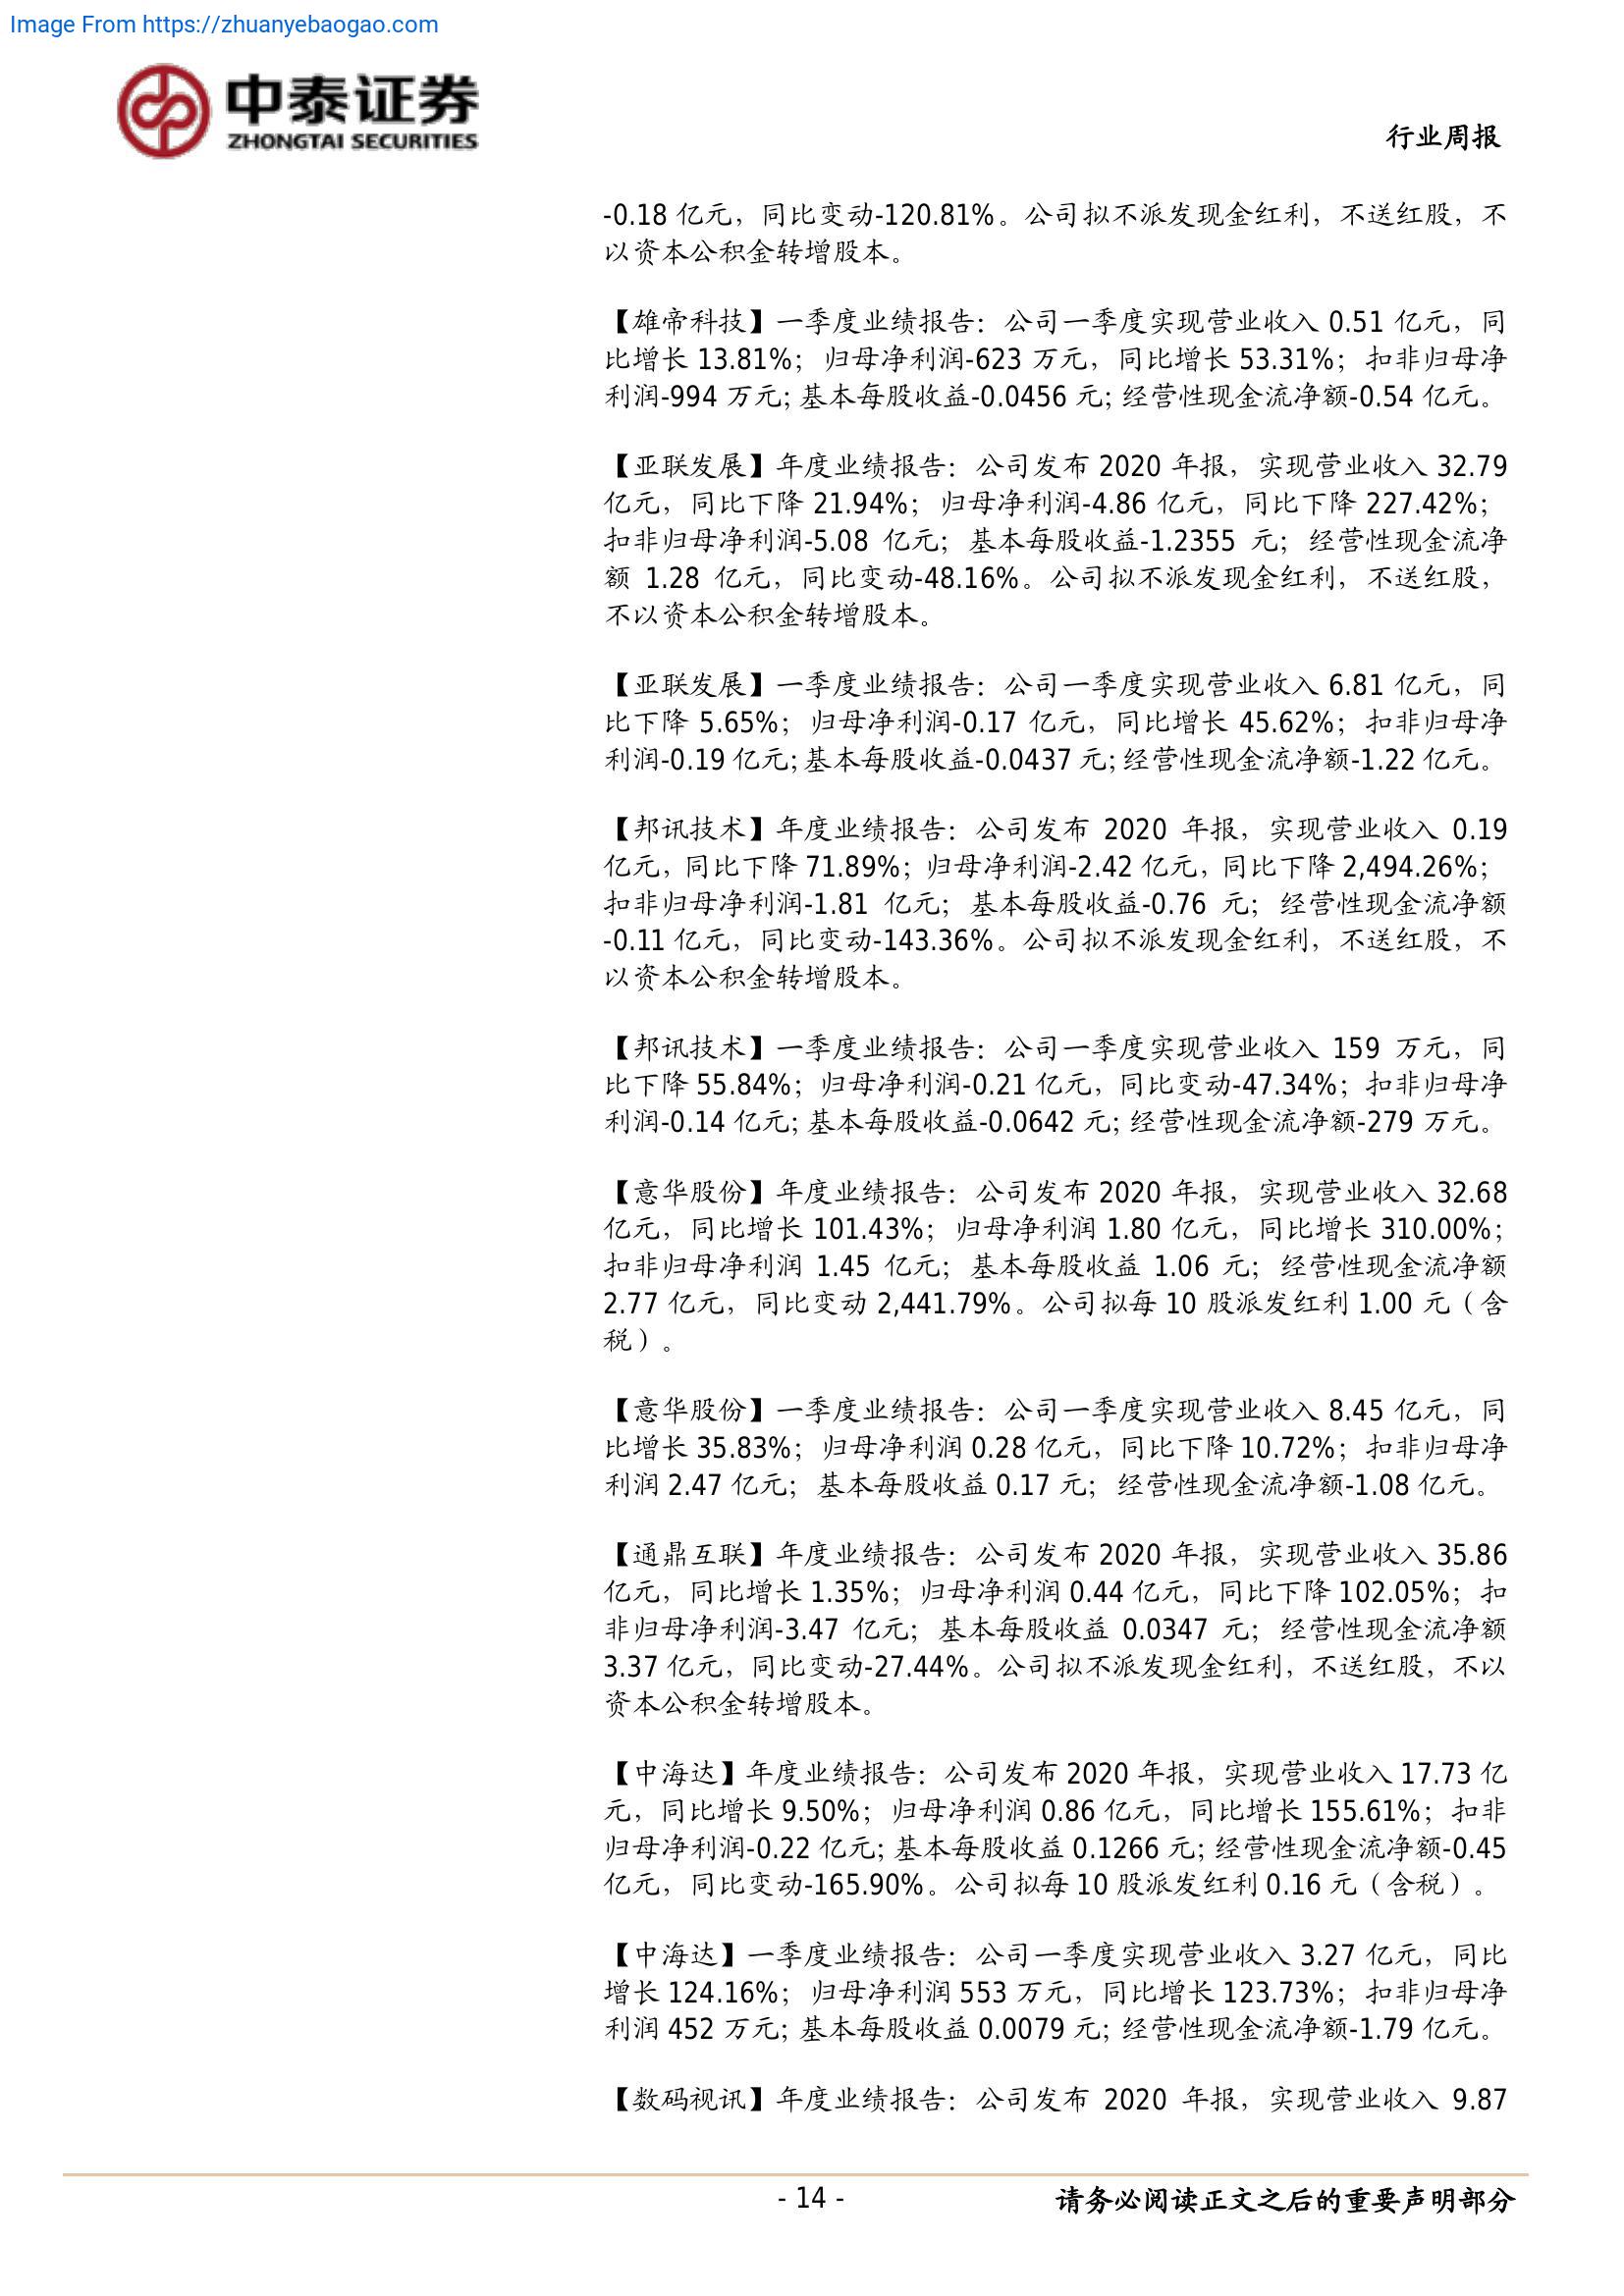 Image From https://zhuanyebaogao.com
中泰证券
ZHONGTAI SECURITIES
行业周报
-0.18 亿元，同比变动-120.81%。公司拟不派发现金红利，不送红股，不
以资本公积金转增股本。
【雄帝科技】一季度业绩报告：公司一季度实现营业收入 0.51 亿元，同
比增长 13.81%；归母净利润-623 万元，同比增长 53.31%；扣非归母净
利润-994 万元；基本每股收益-0.0456 元；经营性现金流净额-0.54 亿元。
【亚联发展】年度业绩报告：公司发布 2020 年报，实现营业收入 32.79
亿元，同比下降 21.94%；归母净利润-4.86 亿元，同比下降 227.42%；
扣非归母净利润-5.08 亿元；基本每股收益-1.2355 元；经营性现金流净
额 1.28 亿元，同比变动-48.16%。公司拟不派发现金红利，不送红股，
不以资本公积金转增股本。
【亚联发展】一季度业绩报告：公司一季度实现营业收入 6.81 亿元，同
比下降 5.65%；归母净利润-0.17 亿元，同比增长 45.62%；扣非归母净
利润-0.19 亿元；基本每股收益-0.0437 元；经营性现金流净额-1.22 亿元。
【邦讯技术】年度业绩报告：公司发布 2020 年报，实现营业收入 0.19
亿元，同比下降 71.89%；归母净利润-2.42 亿元，同比下降 2,494.26%；
扣非归母净利润-1.81 亿元；基本每股收益-0.76 元；经营性现金流净额
-0.11 亿元，同比变动-143.36%。公司拟不派发现金红利，不送红股，不
以资本公积金转增股本。
【邦讯技术】一季度业绩报告：公司一季度实现营业收入 159 万元，同
比下降 55.84%；归母净利润-0.21 亿元，同比变动-47.34%；扣非归母净
利润-0.14 亿元；基本每股收益-0.0642 元；经营性现金流净额-279 万元。
【意华股份】年度业绩报告：公司发布 2020 年报，实现营业收入 32.68
亿元，同比增长 101.43%；归母净利润 1.80 亿元，同比增长 310.00%；
扣非归母净利润 1.45 亿元；基本每股收益 1.06 元；经营性现金流净额
2.77 亿元，同比变动 2,441.79%。公司拟每 10 股派发红利 1.00 元（含
税）。
【意华股份】一季度业绩报告：公司一季度实现营业收入 8.45 亿元，同
比增长 35.83%；归母净利润 0.28 亿元，同比下降 10.72%；扣非归母净
利润 2.47 亿元；基本每股收益 0.17 元；经营性现金流净额-1.08 亿元。
【通鼎互联】年度业绩报告：公司发布 2020 年报，实现营业收入 35.86
亿元，同比增长 1.35%；归母净利润 0.44 亿元，同比下降 102.05%；扣
非归母净利润-3.47 亿元；基本每股收益 0.0347 元；经营性现金流净额
3.37 亿元，同比变动-27.44%。公司拟不派发现金红利，不送红股，不以
资本公积金转增股本。
【中海达】年度业绩报告：公司发布 2020 年报，实现营业收入 17.73 亿
元，同比增长 9.50%；归母净利润 0.86 亿元，同比增长 155.61%；扣非
归母净利润-0.22 亿元；基本每股收益 0.1266 元；经营性现金流净额-0.45
亿元，同比变动-165.90%。公司拟每 10 股派发红利 0.16 元（含税）。
【中海达】一季度业绩报告：公司一季度实现营业收入 3.27 亿元，同比
增长 124.16%；归母净利润 553 万元，同比增长 123.73%；扣非归母净
利润 452 万元；基本每股收益 0.0079 元；经营性现金流净额-1.79 亿元。
【数码视讯】年度业绩报告：公司发布 2020 年报，实现营业收入 9.87
- 14 -
请务必阅读正文之后的重要声明部分